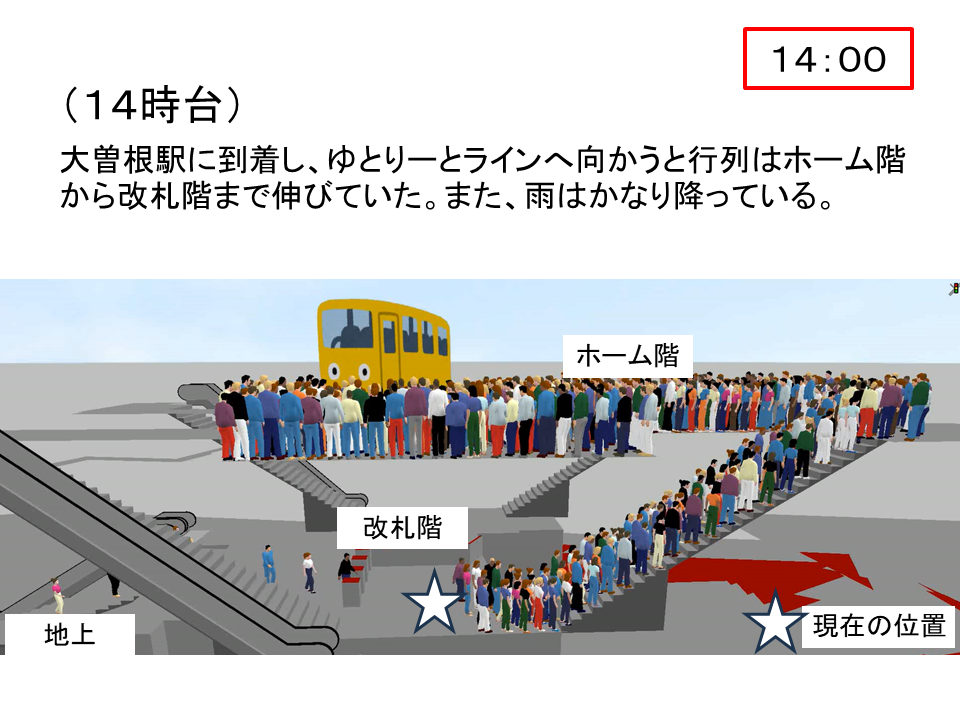 14:00
（14時台）
大曽根駅に到着し、ゆとりーとラインへ向かうと行列はホーム階
から改札階まで伸びていた。また、雨はかなり降っている。
ホーム階
改札階
地上
現在の位置